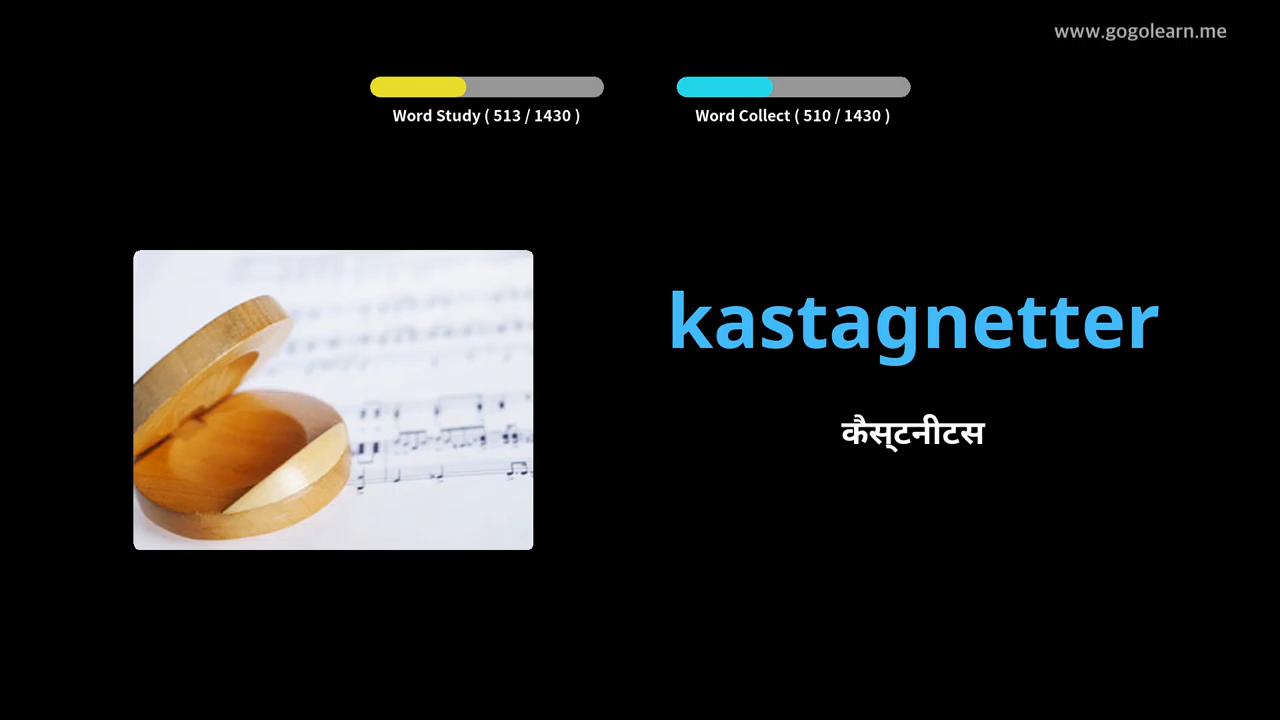 www.gogolearn.me
Word Study ( 513 / 1430 )
Word Collect ( 510 / 1430 )
kastagnetter
कैस्टनीटस